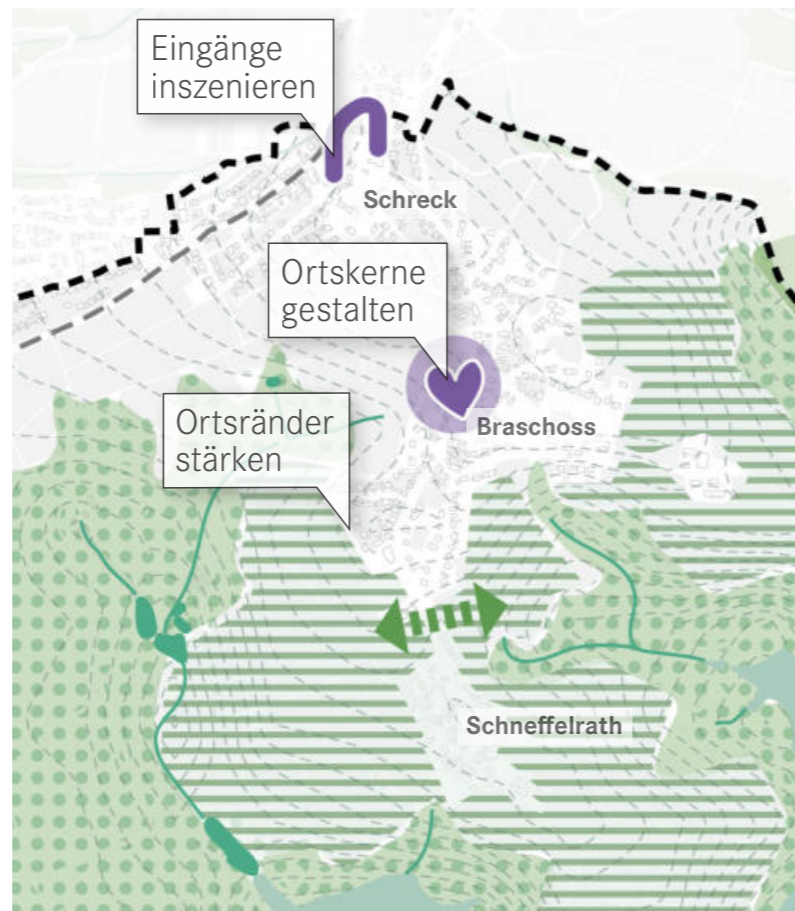 Eingänge
inszenieren
Schreck
Ortskerne
gestalten
Ortsränder
stärken
Braschoss
Schneffelrath